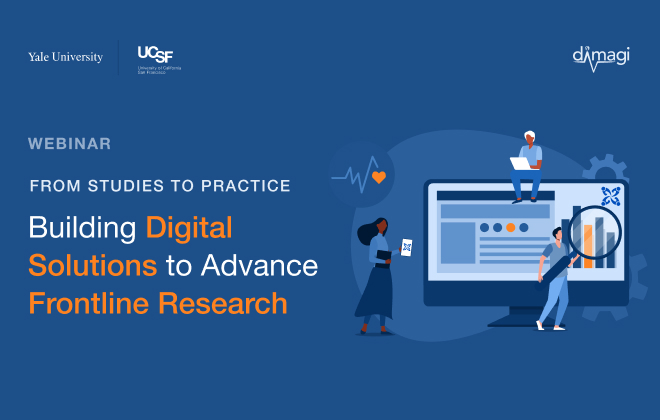 Yale University
UCSF
University of California
San Francisco
dimagi
WEBINAR
FROM STUDIES TO PRACTICE
Building Digital
Solutions to Advance
Frontline Research